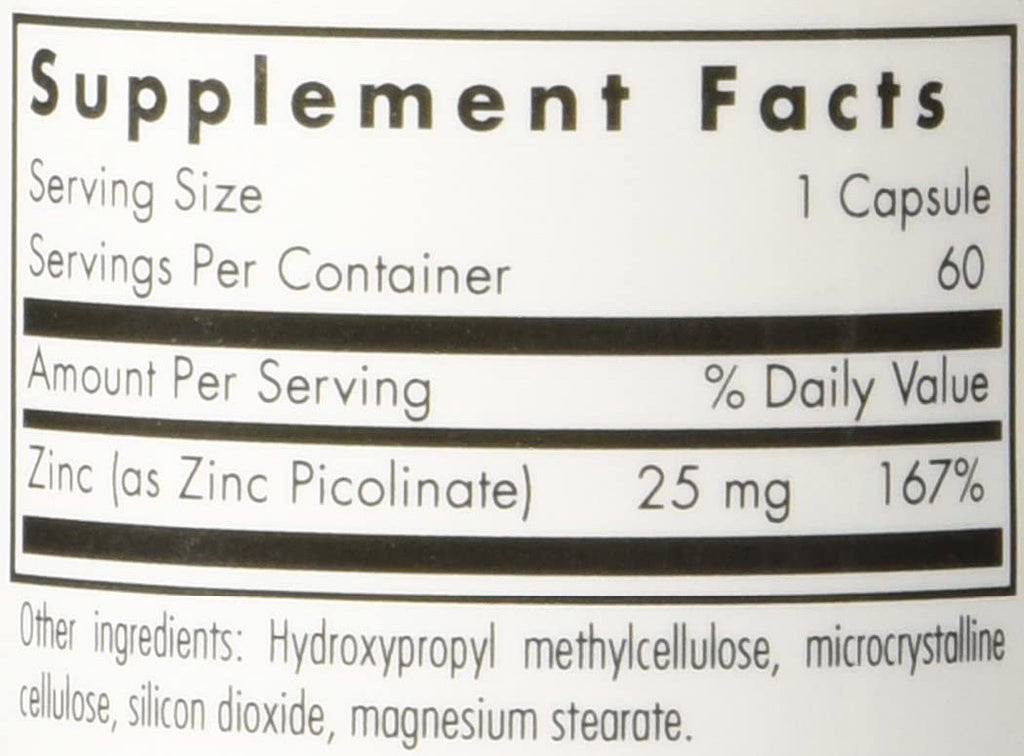 Supplement Facts
Serving Size 1 Capsule
Servings Per Container 60
Amount Per Serving % Daily Value
Zinc (as Zinc Picolinate) 25 mg 167%
Other ingredients: Hydroxypropyl methylcellulose, microcrystalline
cellulose, silicon dioxide, magnesium stearate.